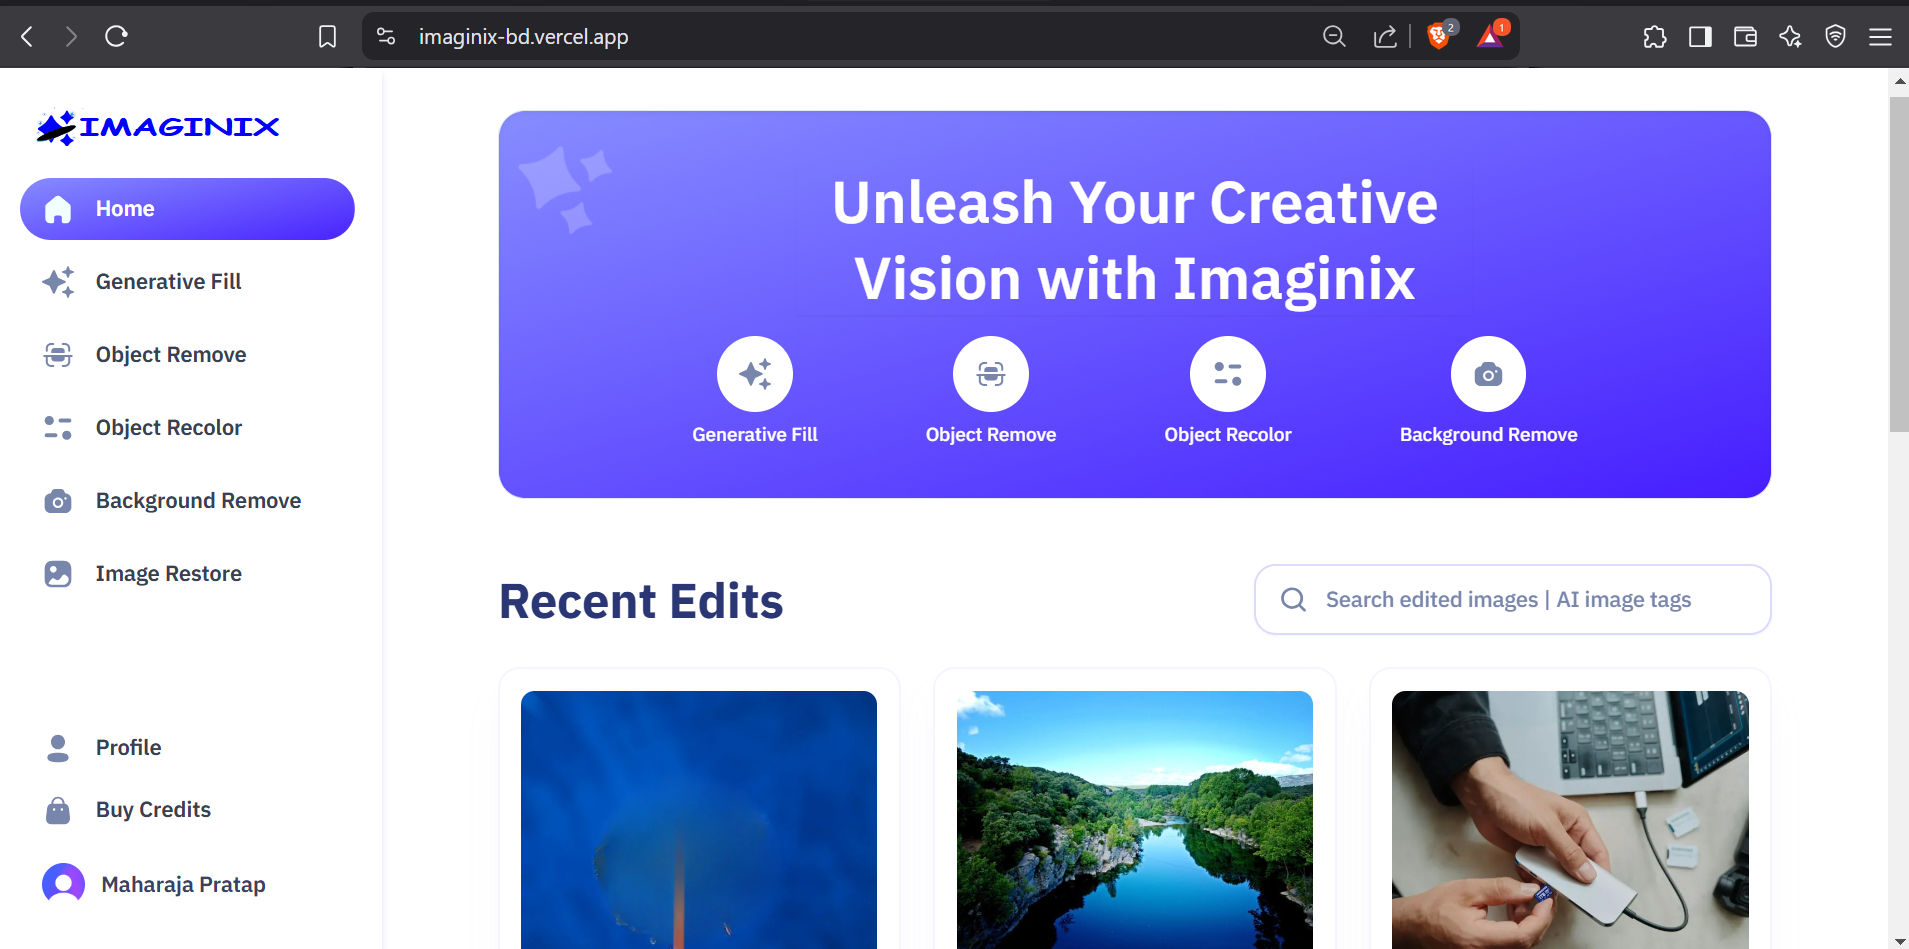 imaginix-bd.vercel.app
2
1
IMAGINIX
Home
Generative Fill
Object Remove
Object Recolor
Background Remove
Image Restore
Profile
Buy Credits
Maharaja Pratap
Unleash Your Creative
Vision with Imaginix
Generative Fill
Object Remove
Object Recolor
Background Remove
Recent Edits
Search edited images | AI image tags